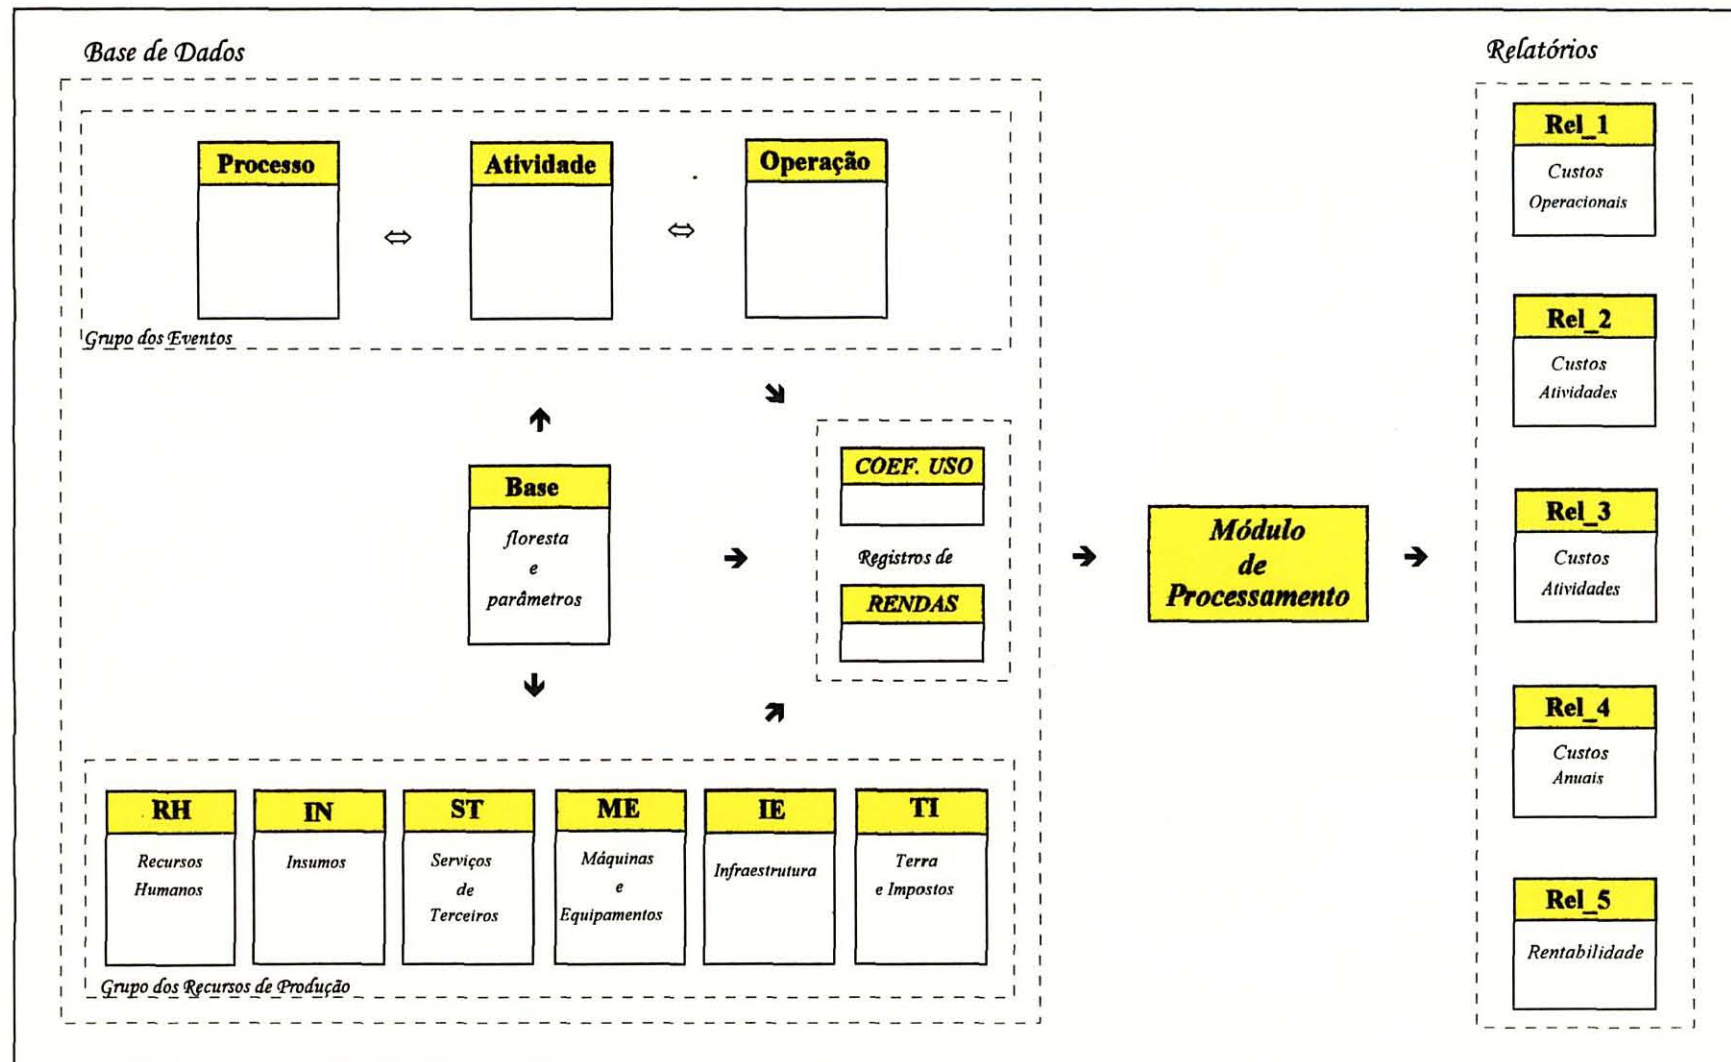 Base de Dados
Relatórios
Processo
Atividade
Operação
Grupo dos Eventos
Base
floresta
e
parâmetros
COEF. USO
Registros de
RENDAS
Módulo
de
Processamento
RH
Recursos
Humanos
IN
Insumos
ST
Serviços
de
Terceiros
ME
Máquinas
e
Equipamentos
IE
Infraestrutura
TI
Terra
e Impostos
Grupo dos Recursos de Produção
Rel_1
Custos
Operacionais
Rel_2
Custos
Atividades
Rel_3
Custos
Atividades
Rel_4
Custos
Anuais
Rel_5
Rentabilidade